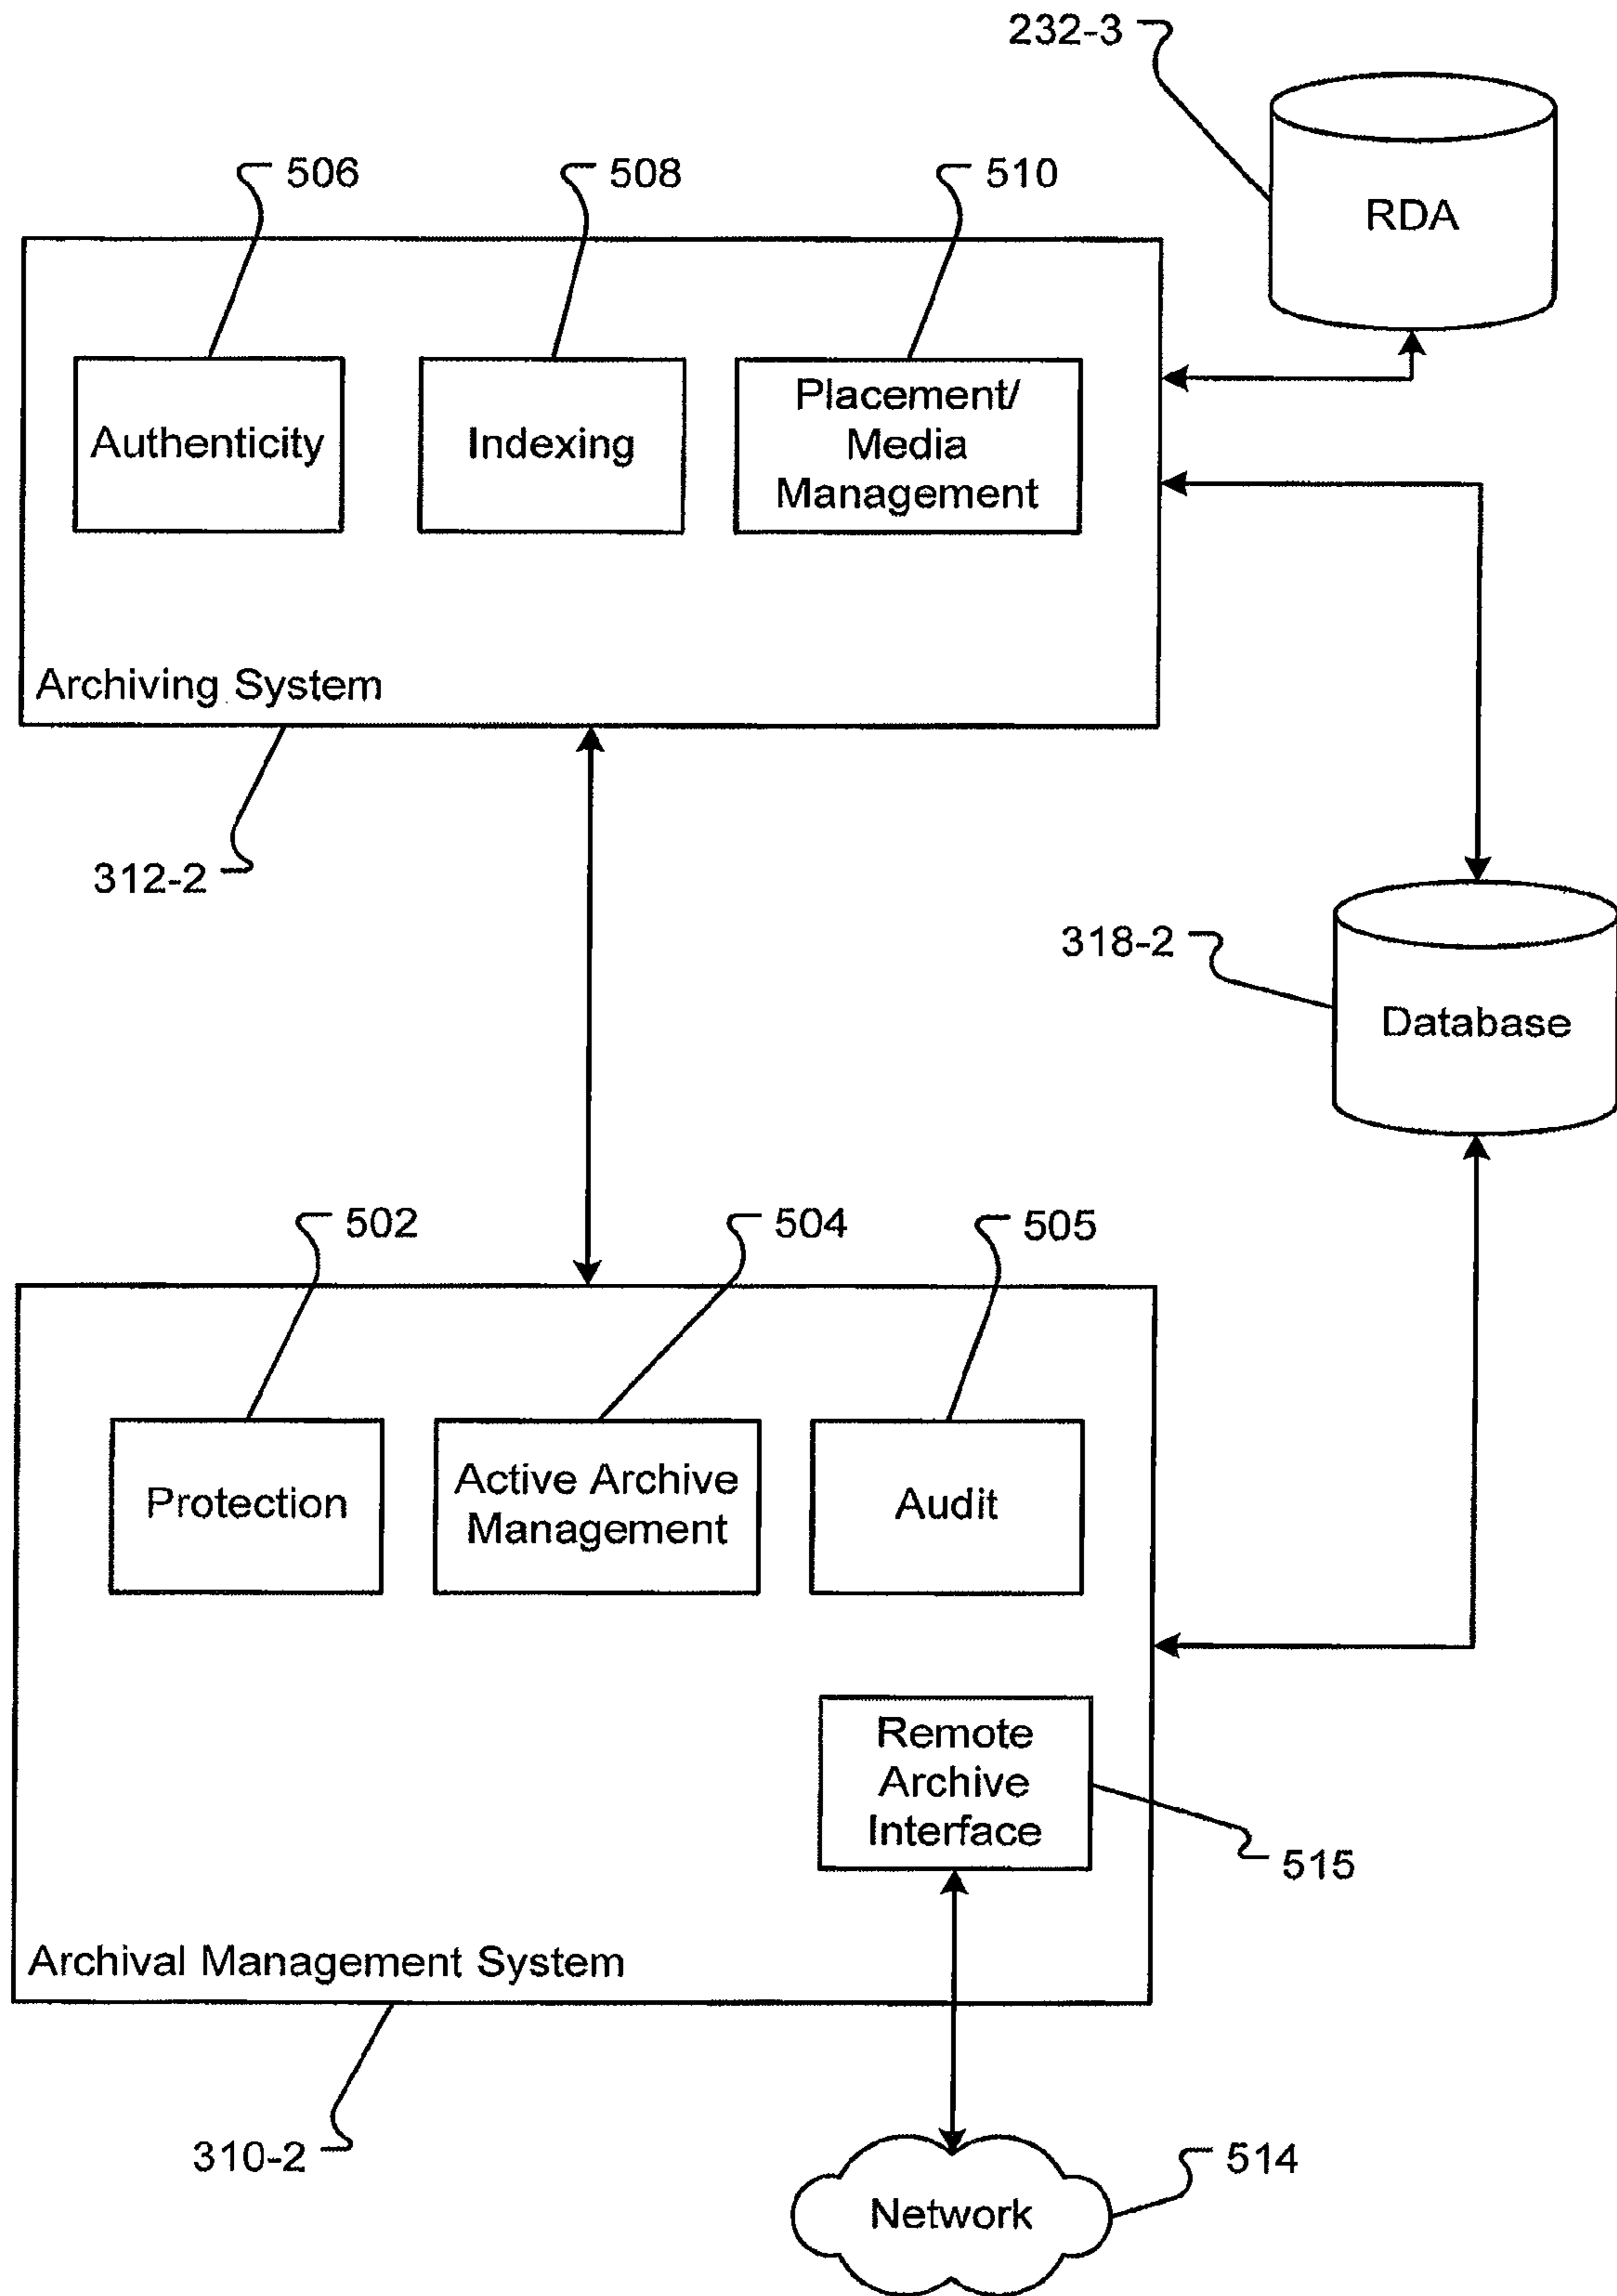 232-3
RDA
506
508
510
Authenticity
Indexing
Placement/
Media
Management
Archiving System
312-2
318-2
Database
502
504
505
Protection
Active Archive
Management
Audit
Remote
Archive
Interface
515
Archival Management System
310-2
514
Network